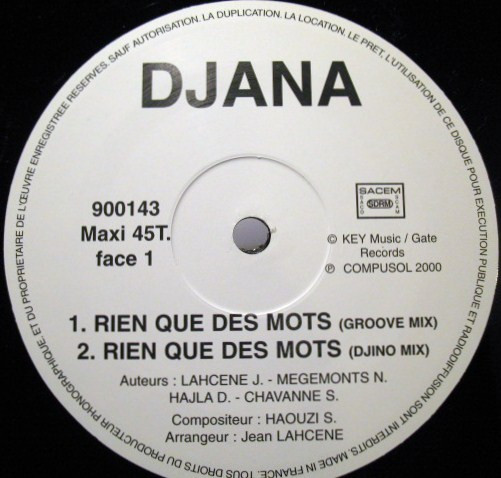 DJANA
900143
Maxi 45T.
face 1
SACEM
SACD
SDRM
SCAM
© KEY Music / Gate
Records
℗ COMPUSOL 2000
1. RIEN QUE DES MOTS (GROOVE MIX)
2. RIEN QUE DES MOTS (DJINO MIX)
Auteurs : LAHCENE J. - MEGEMONTS N.
HAJLA D. - CHAVANNE S.
Compositeur : HAOUZI S.
Arrangeur : Jean LAHCENE
TOUS DROITS DU PRODUCTEUR PHONOGRAPHIQUE ET DU PROPRIETAIRE DE L'ŒUVRE ENREGISTREE RESERVES. SAUF AUTORISATION. LA DUPLICATION. LA LOCATION. LE PRET, L'UTILISATION DE CE DISQUE POUR EXECUTION PUBLIQUE ET RADIODIFFUSION SONT INTERDITS. MADE IN FRANCE.